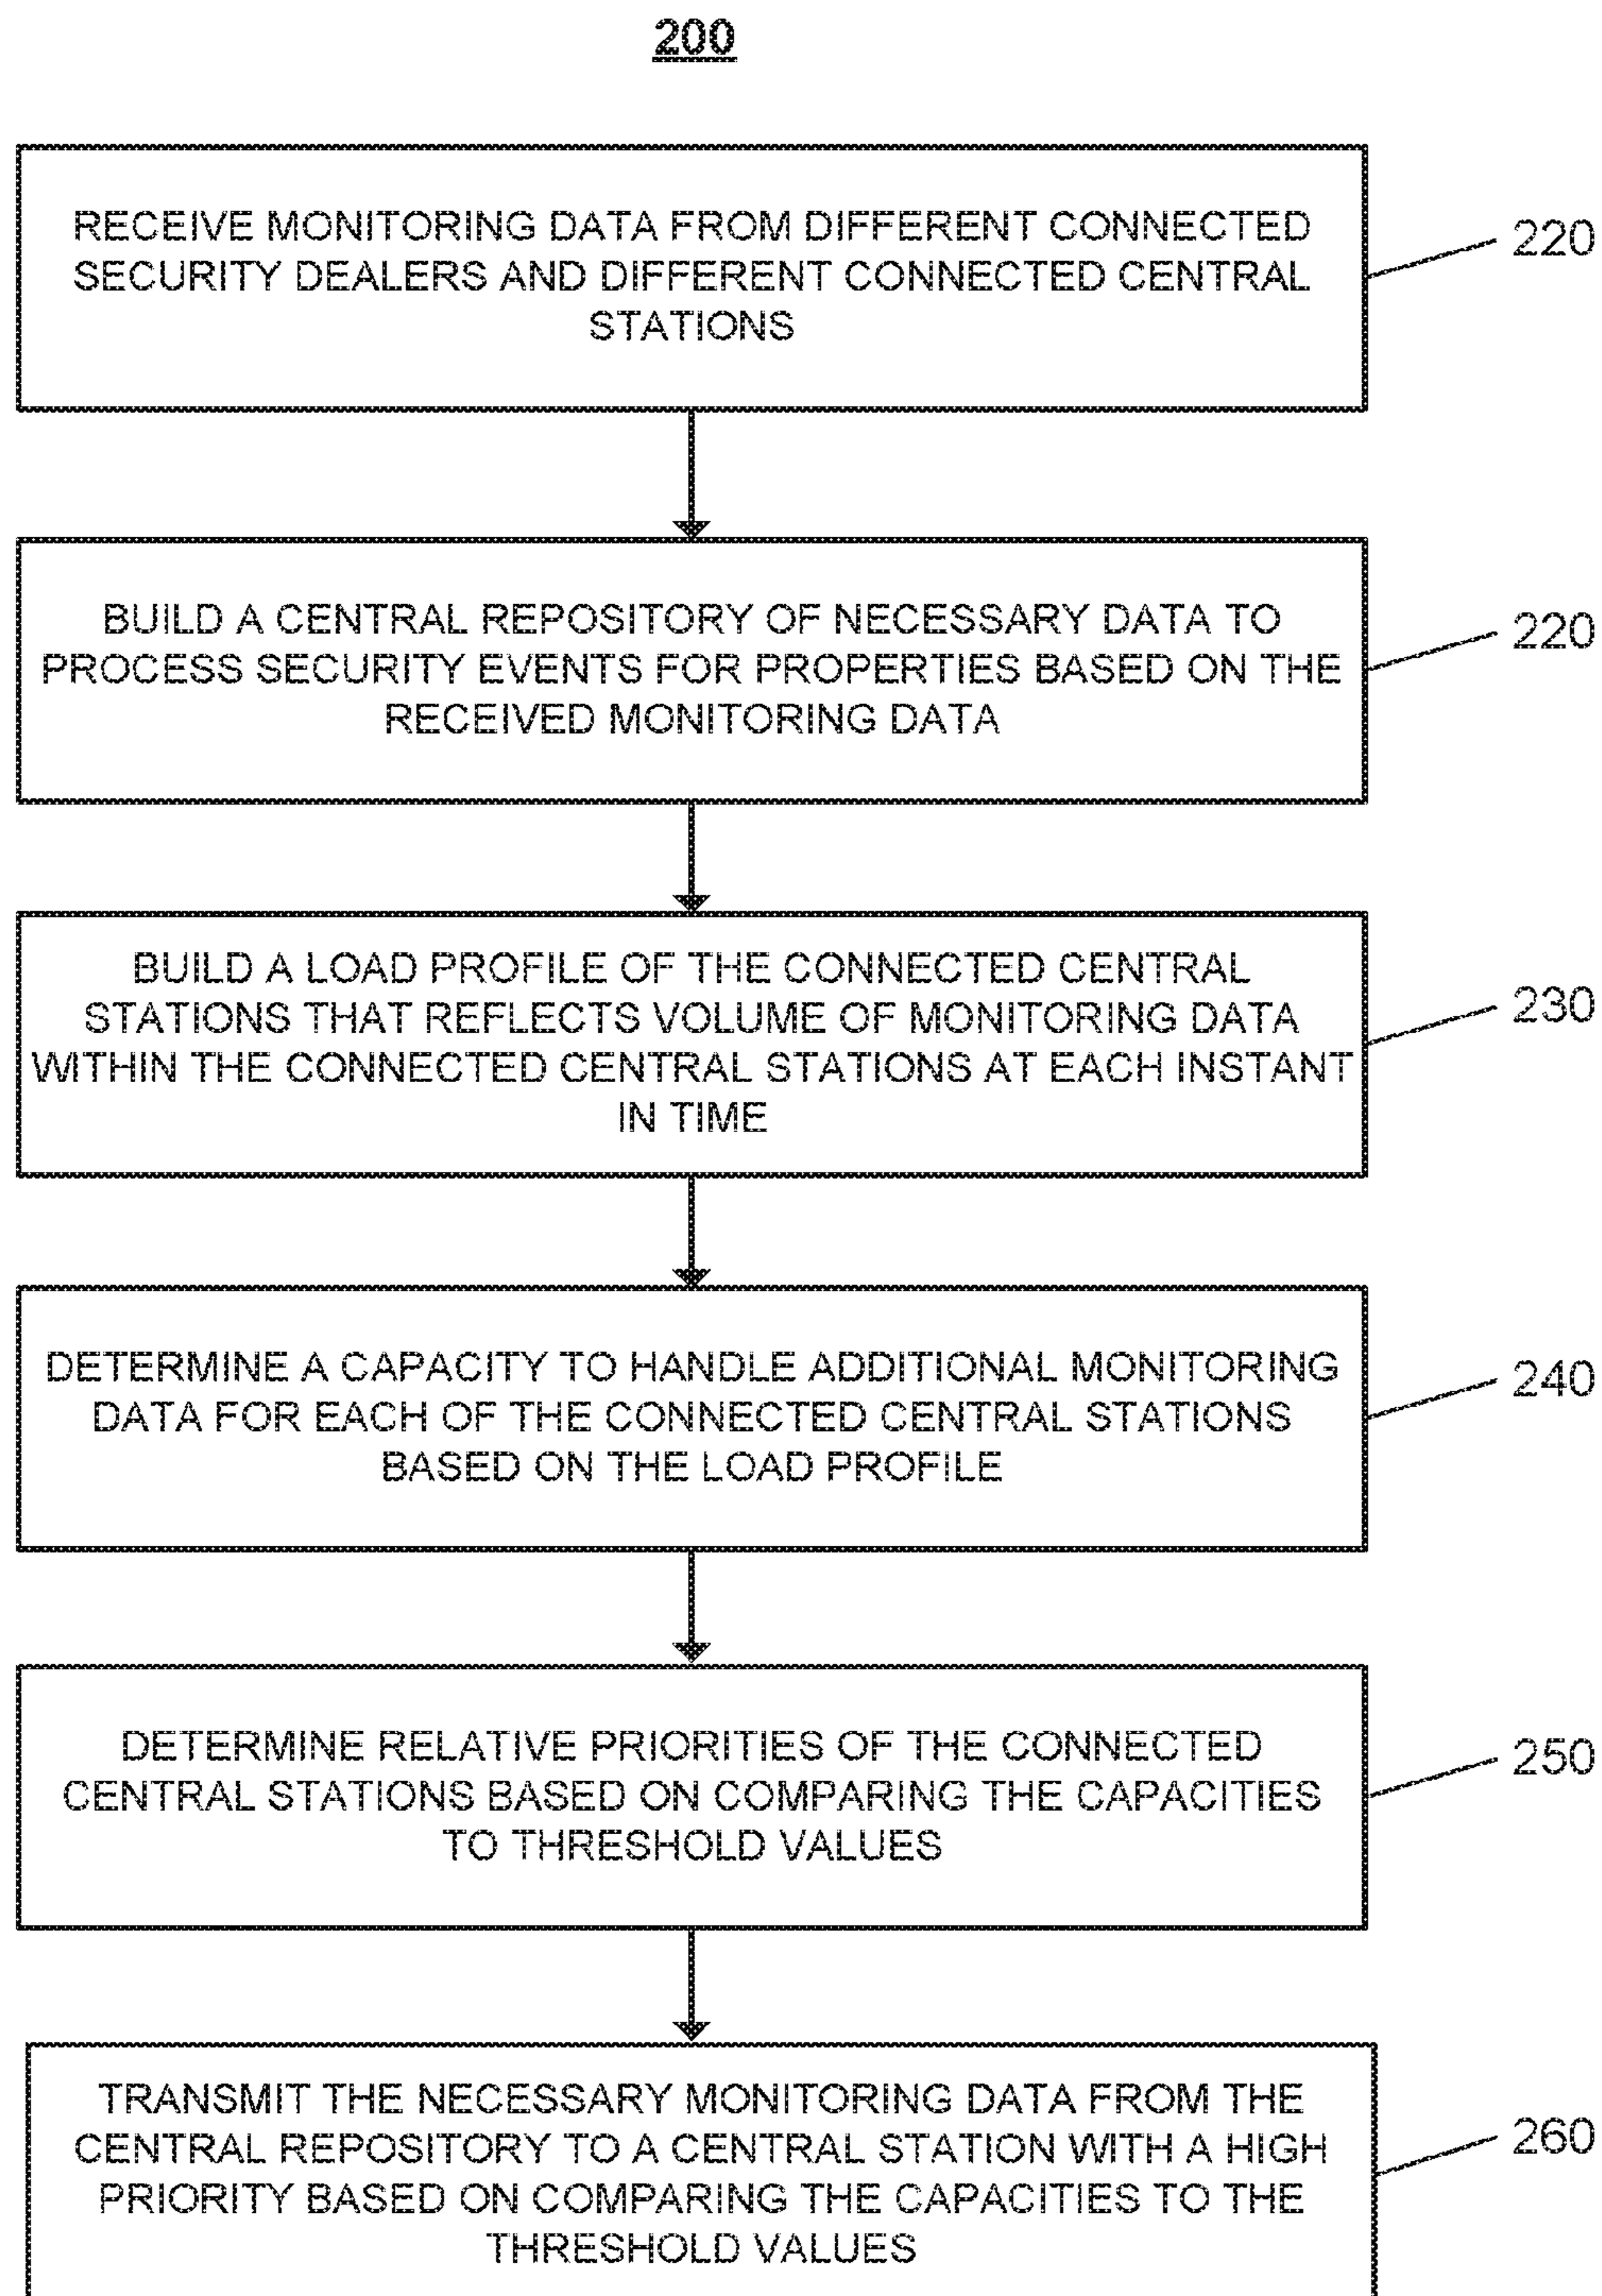 200
RECEIVE MONITORING DATA FROM DIFFERENT CONNECTED
SECURITY DEALERS AND DIFFERENT CONNECTED CENTRAL
STATIONS
220
BUILD A CENTRAL REPOSITORY OF NECESSARY DATA TO
PROCESS SECURITY EVENTS FOR PROPERTIES BASED ON THE
RECEIVED MONITORING DATA
220
BUILD A LOAD PROFILE OF THE CONNECTED CENTRAL
STATIONS THAT REFLECTS VOLUME OF MONITORING DATA
WITHIN THE CONNECTED CENTRAL STATIONS AT EACH INSTANT
IN TIME
230
DETERMINE A CAPACITY TO HANDLE ADDITIONAL MONITORING
DATA FOR EACH OF THE CONNECTED CENTRAL STATIONS
BASED ON THE LOAD PROFILE
240
DETERMINE RELATIVE PRIORITIES OF THE CONNECTED
CENTRAL STATIONS BASED ON COMPARING THE CAPACITIES
TO THRESHOLD VALUES
250
TRANSMIT THE NECESSARY MONITORING DATA FROM THE
CENTRAL REPOSITORY TO A CENTRAL STATION WITH A HIGH
PRIORITY BASED ON COMPARING THE CAPACITIES TO THE
THRESHOLD VALUES
260